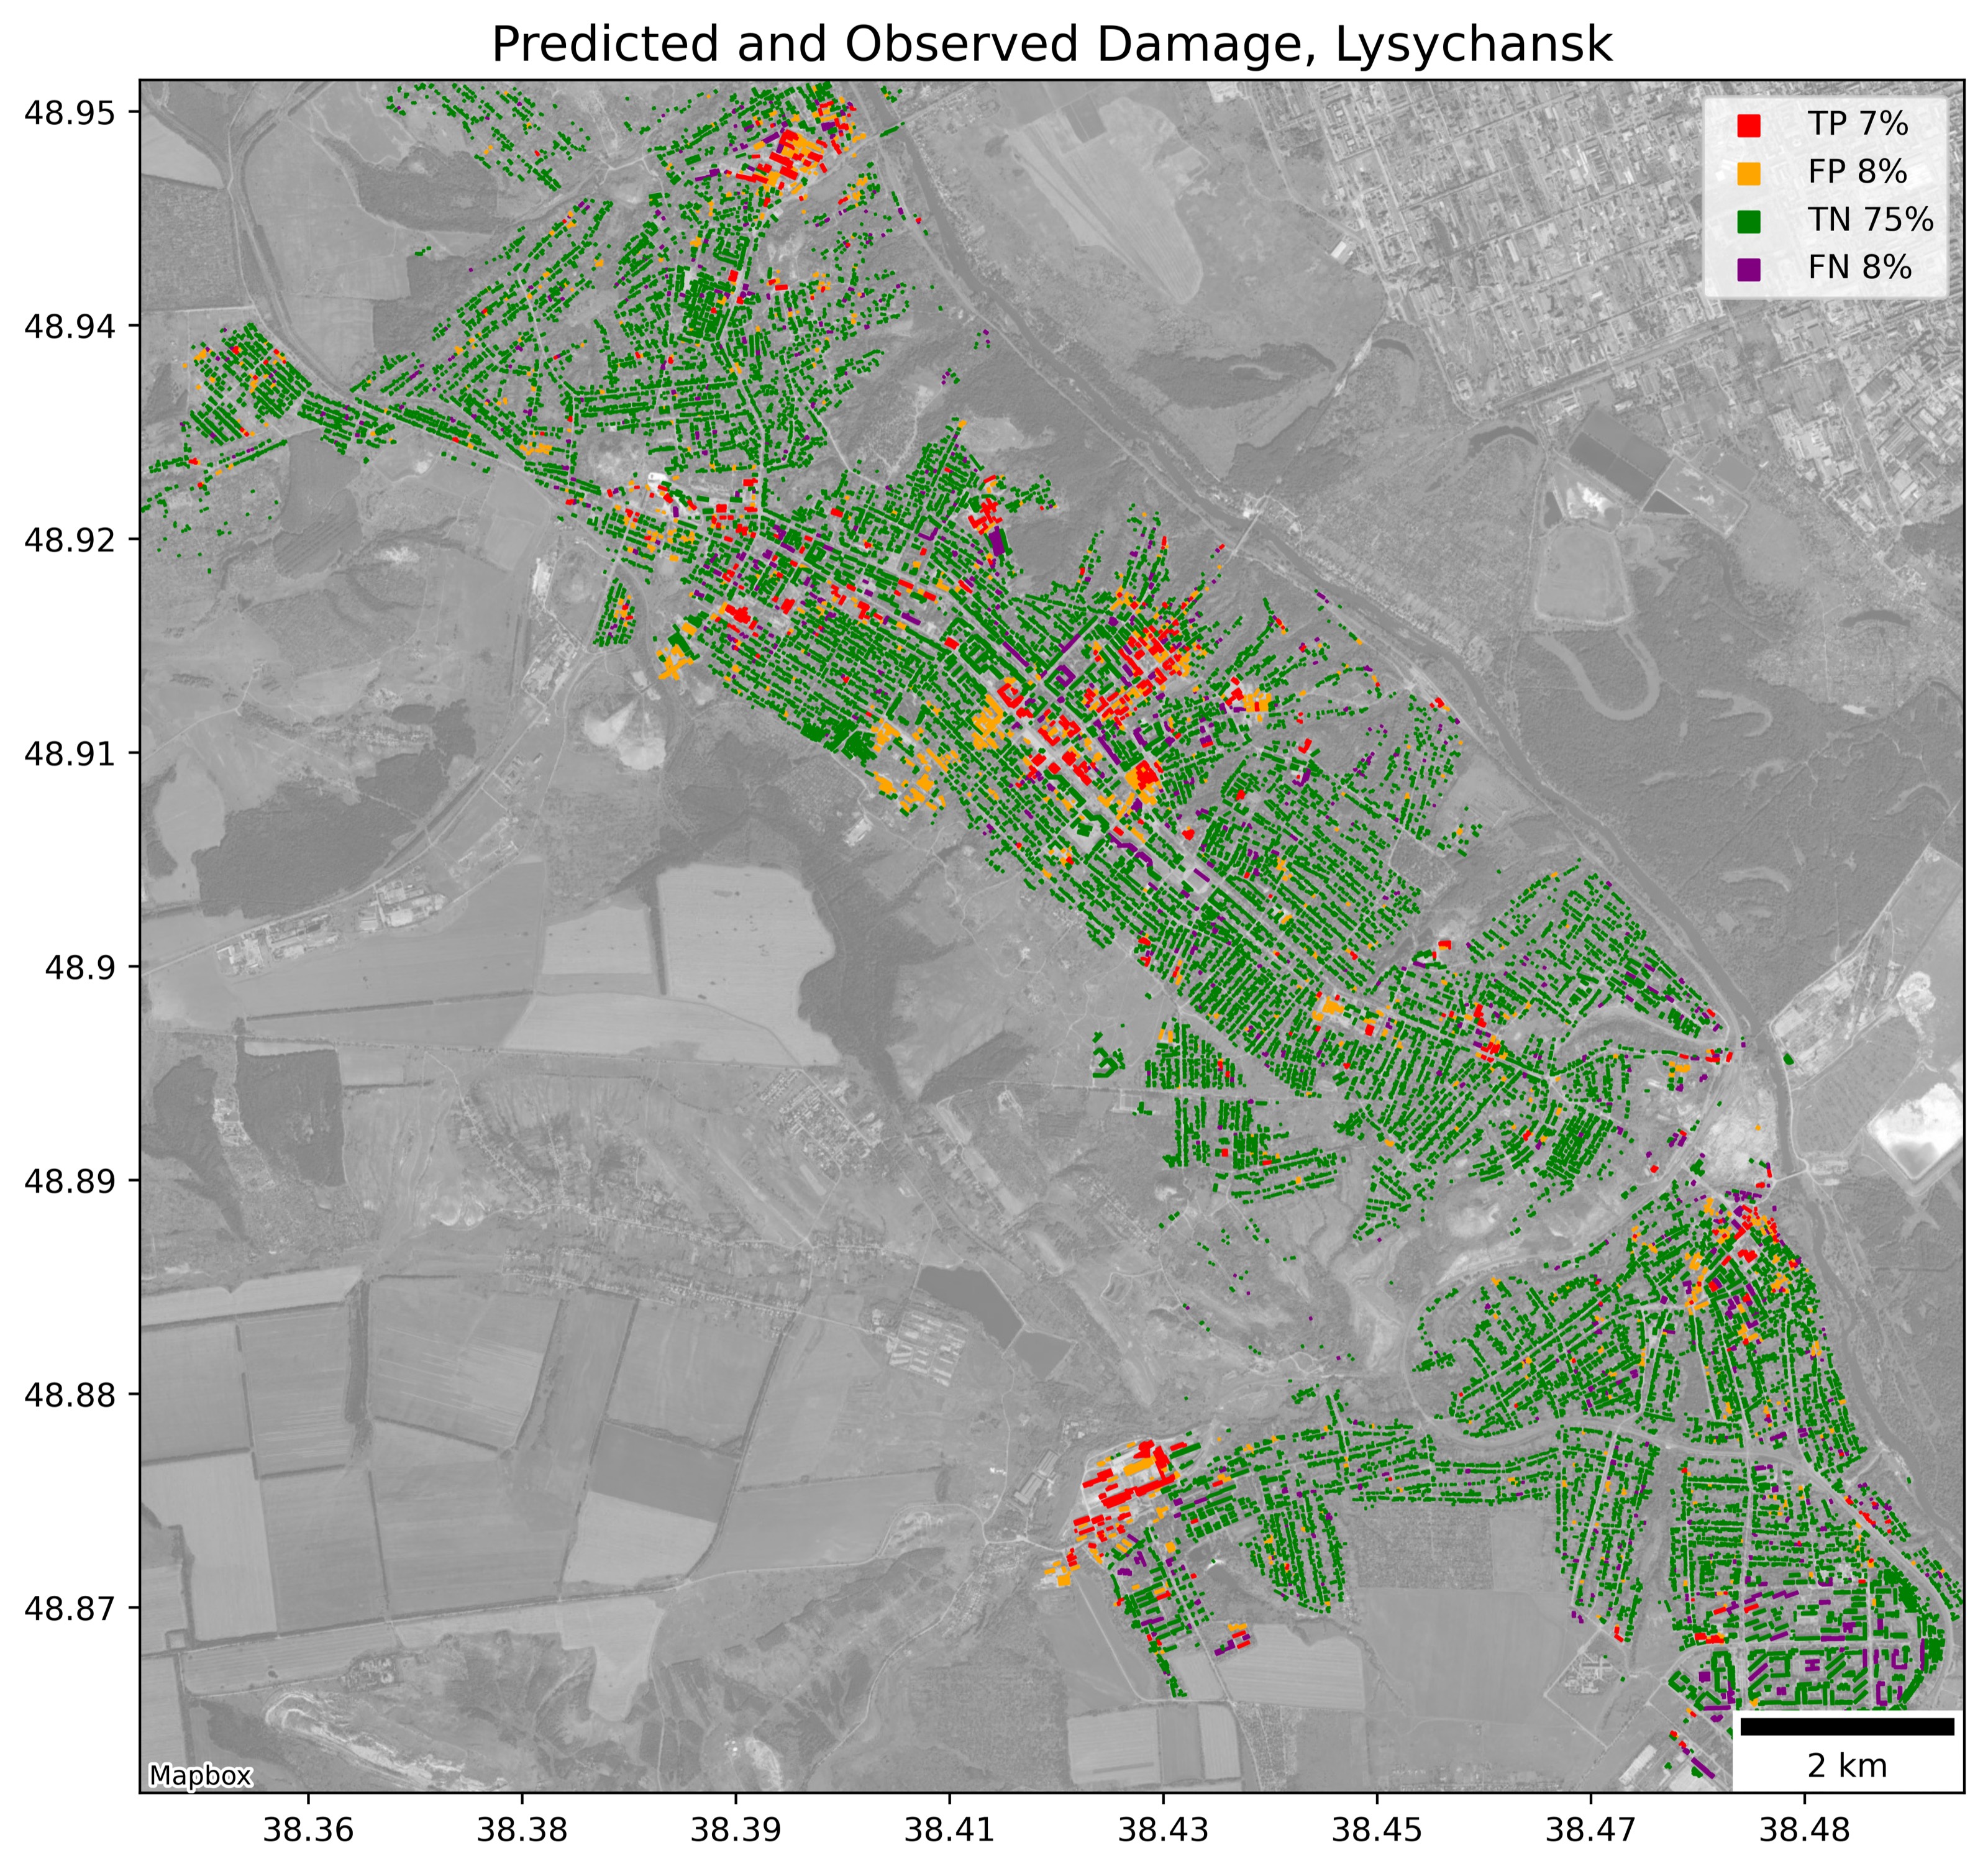 Predicted and Observed Damage, Lysychansk
TP 7%
FP 8%
TN 75%
FN 8%
48.95
48.94
48.92
48.91
48.9
48.89
48.88
48.87
2 km
Mapbox
38.36
38.38
38.39
38.41
38.43
38.45
38.47
38.48